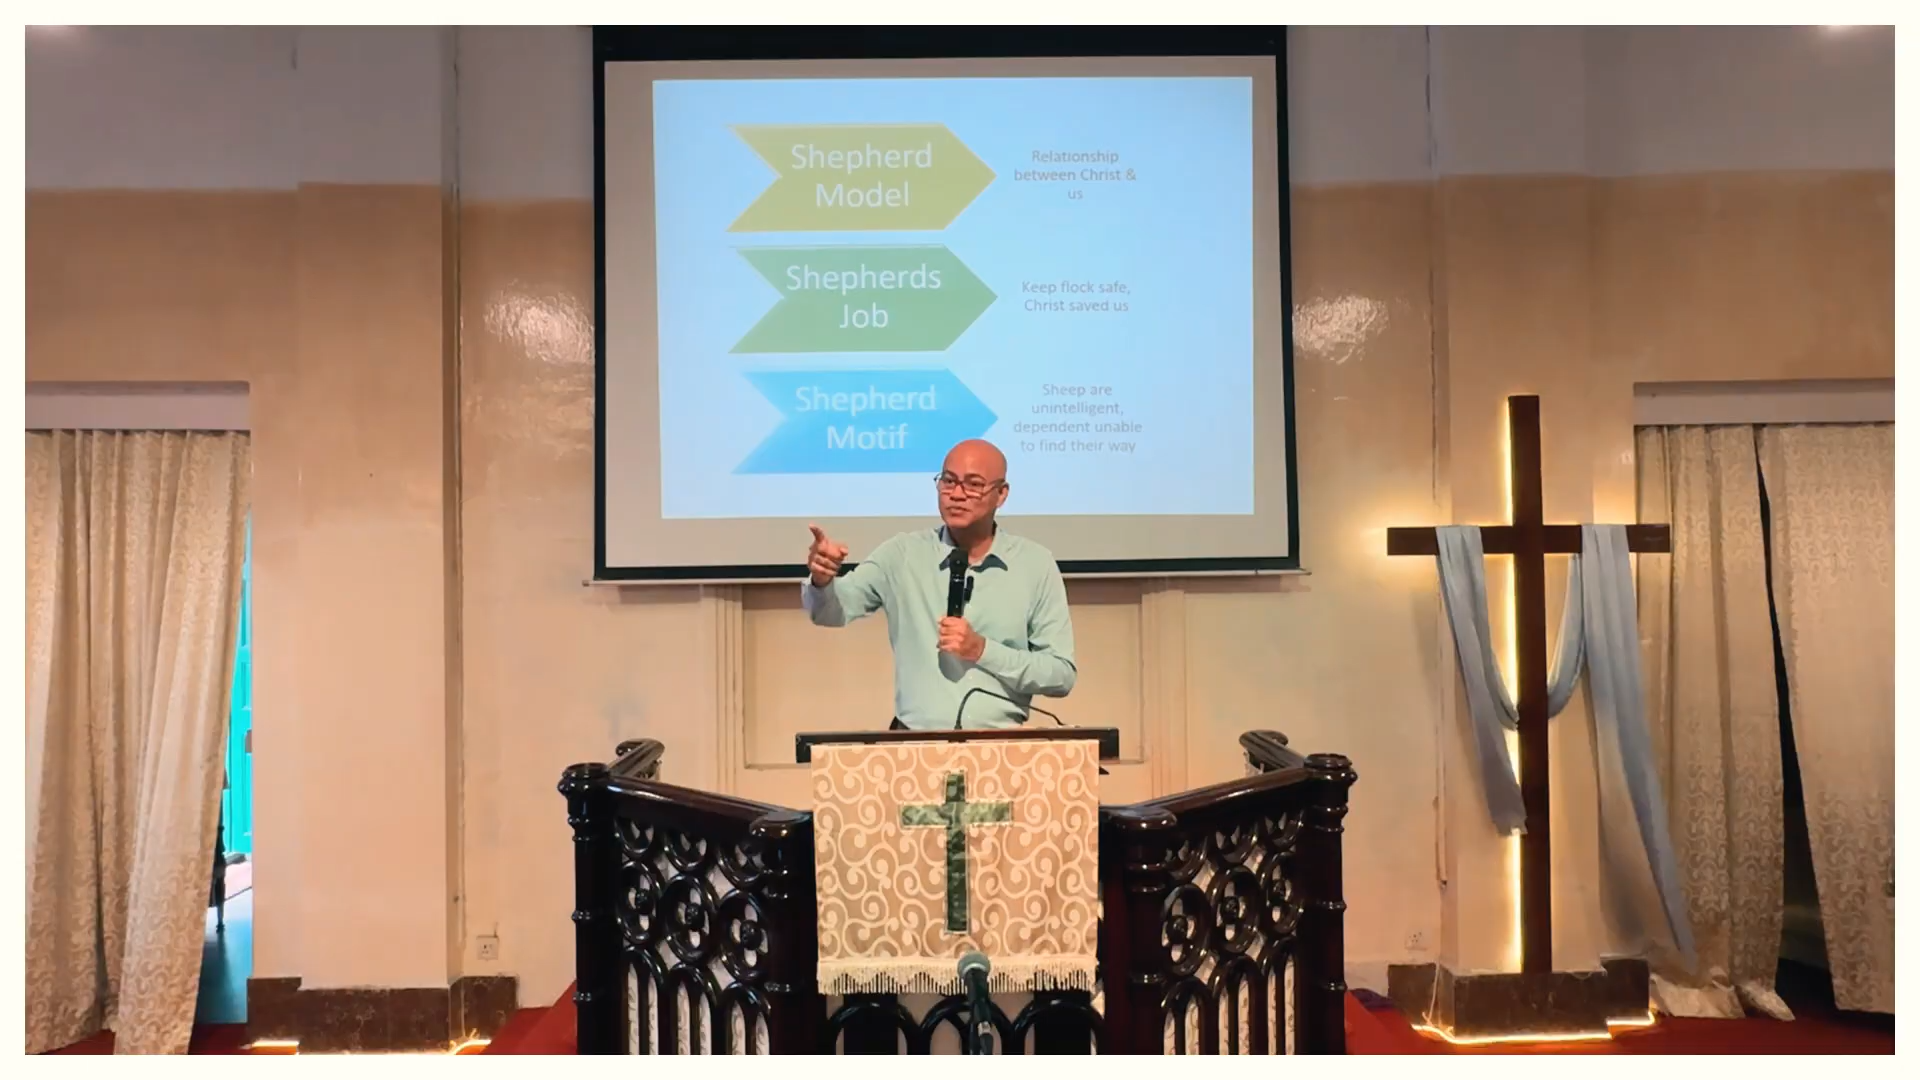 Shepherd
Model
Relationship
between Christ &
us
Shepherds
Job
Keep flock safe,
Christ saved us
Shepherd
Motif
Sheep are
unintelligent,
dependent unable
to find their way